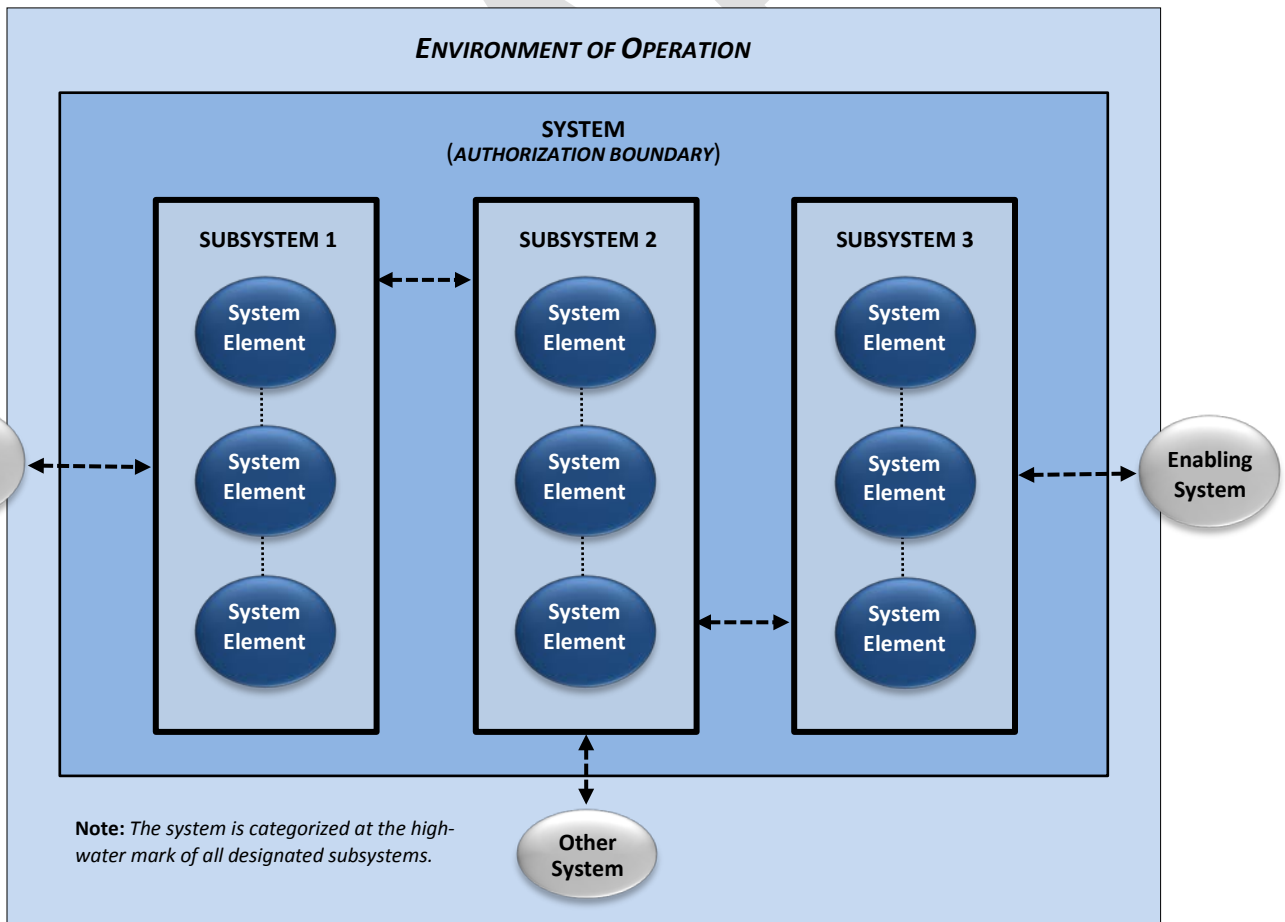 ENVIRONMENT OF OPERATION
SYSTEM
(AUTHORIZATION BOUNDARY)
SUBSYSTEM 1
System
Element
System
Element
System
Element
SUBSYSTEM 2
System
Element
System
Element
System
Element
SUBSYSTEM 3
System
Element
System
Element
System
Element
Enabling
System
Other
System
Note: The system is categorized at the high-
water mark of all designated subsystems.